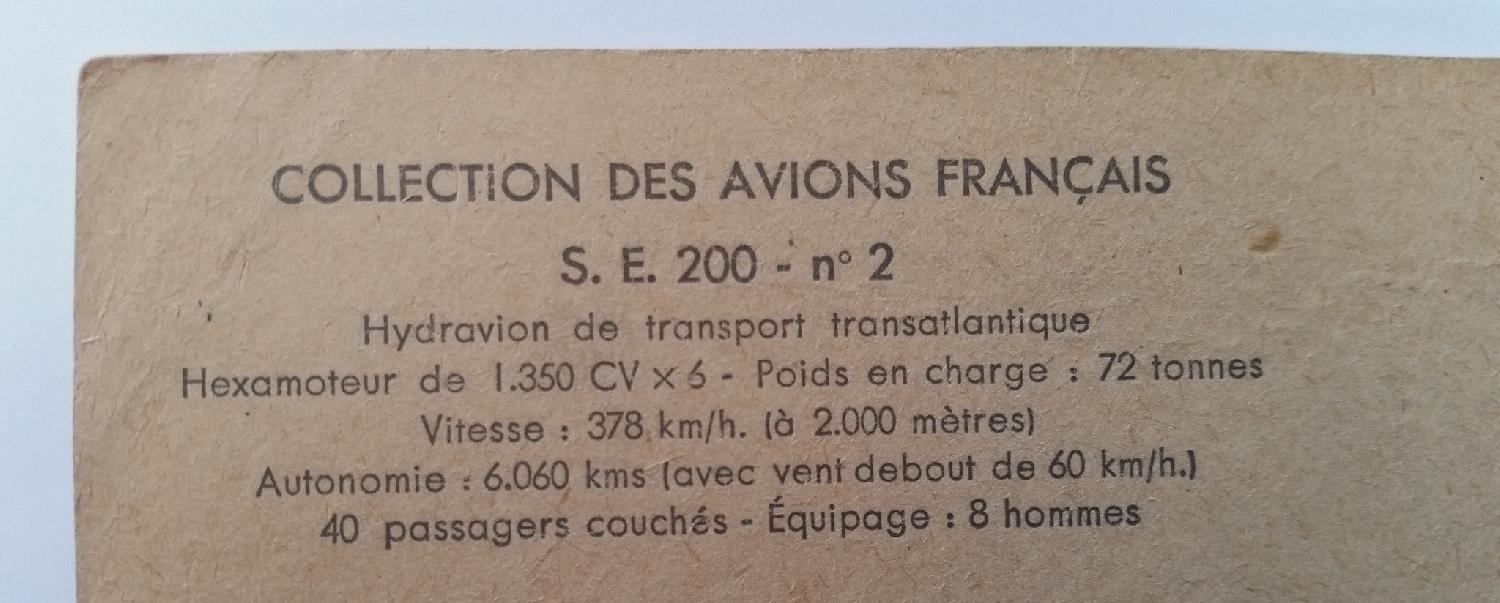 COLLECTION DES AVIONS FRANÇAIS
S. E. 200 - n° 2
Hydravion de transport transatlantique
Hexamoteur de 1.350 CV × 6 - Poids en charge : 72 tonnes
Vitesse : 378 km/h. (à 2.000 mètres)
Autonomie : 6.060 kms (avec vent debout de 60 km/h.)
40 passagers couchés - Équipage : 8 hommes